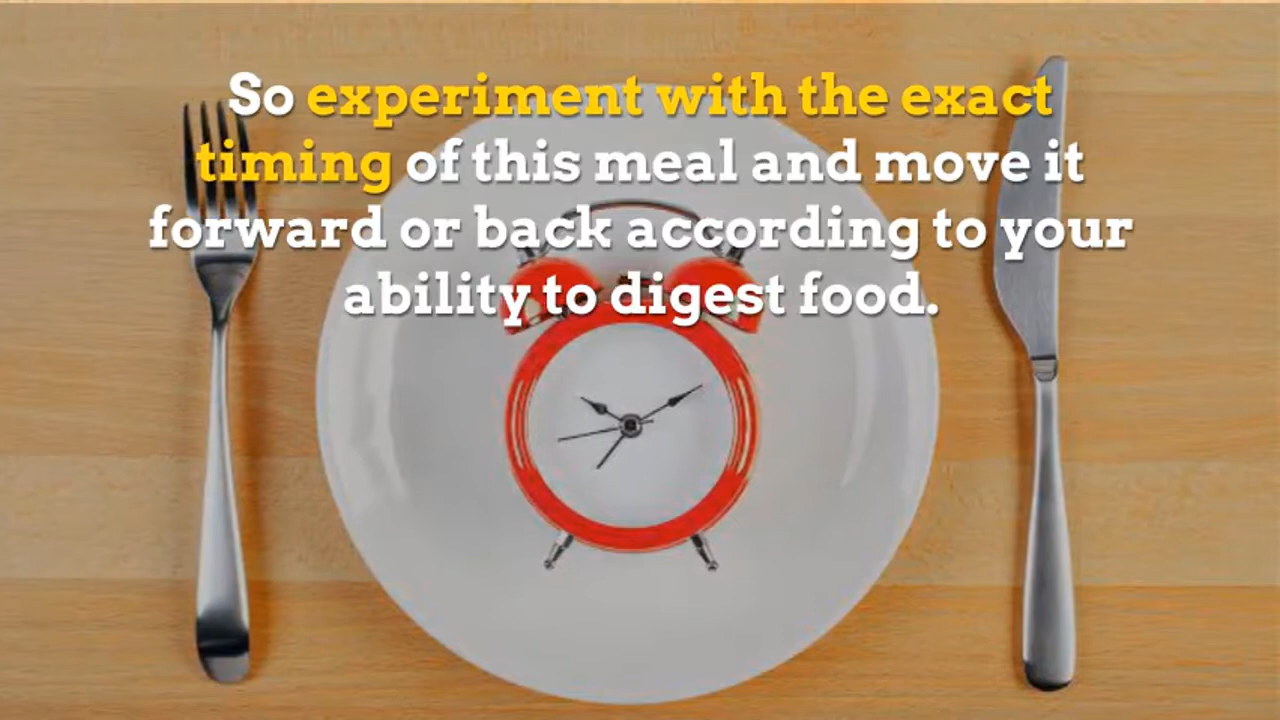 So experiment with the exact
timing of this meal and move it
forward or back according to your
ability to digest food.